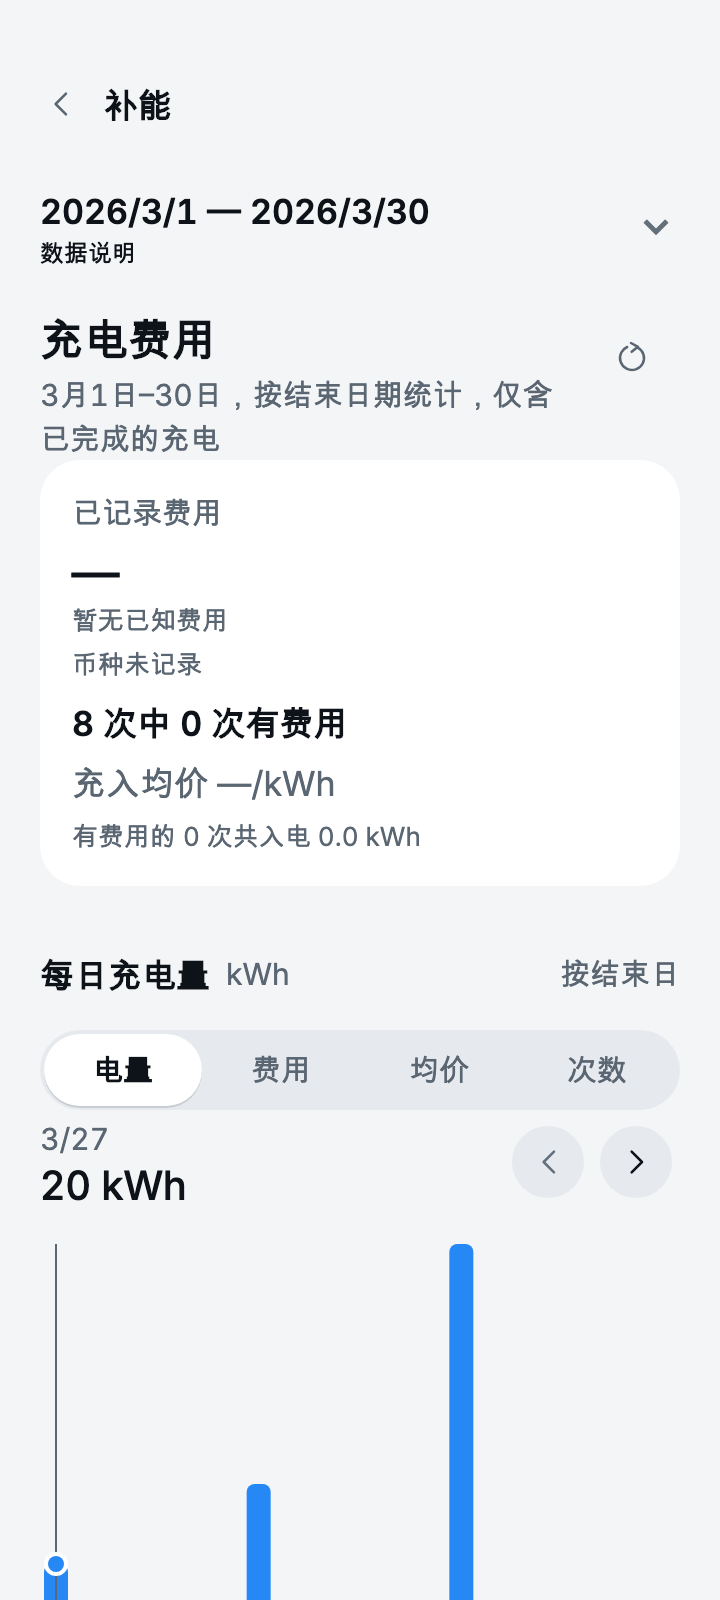 补能
2026/3/1 — 2026/3/30
数据说明
充电费用
3月1日–30日，按结束日期统计，仅含
已完成的充电
已记录费用
—
暂无已知费用
币种未记录
8 次中 0 次有费用
充入均价 —/kWh
有费用的 0 次共入电 0.0 kWh
每日充电量 kWh 按结束日
电量 费用 均价 次数
3/27
20 kWh